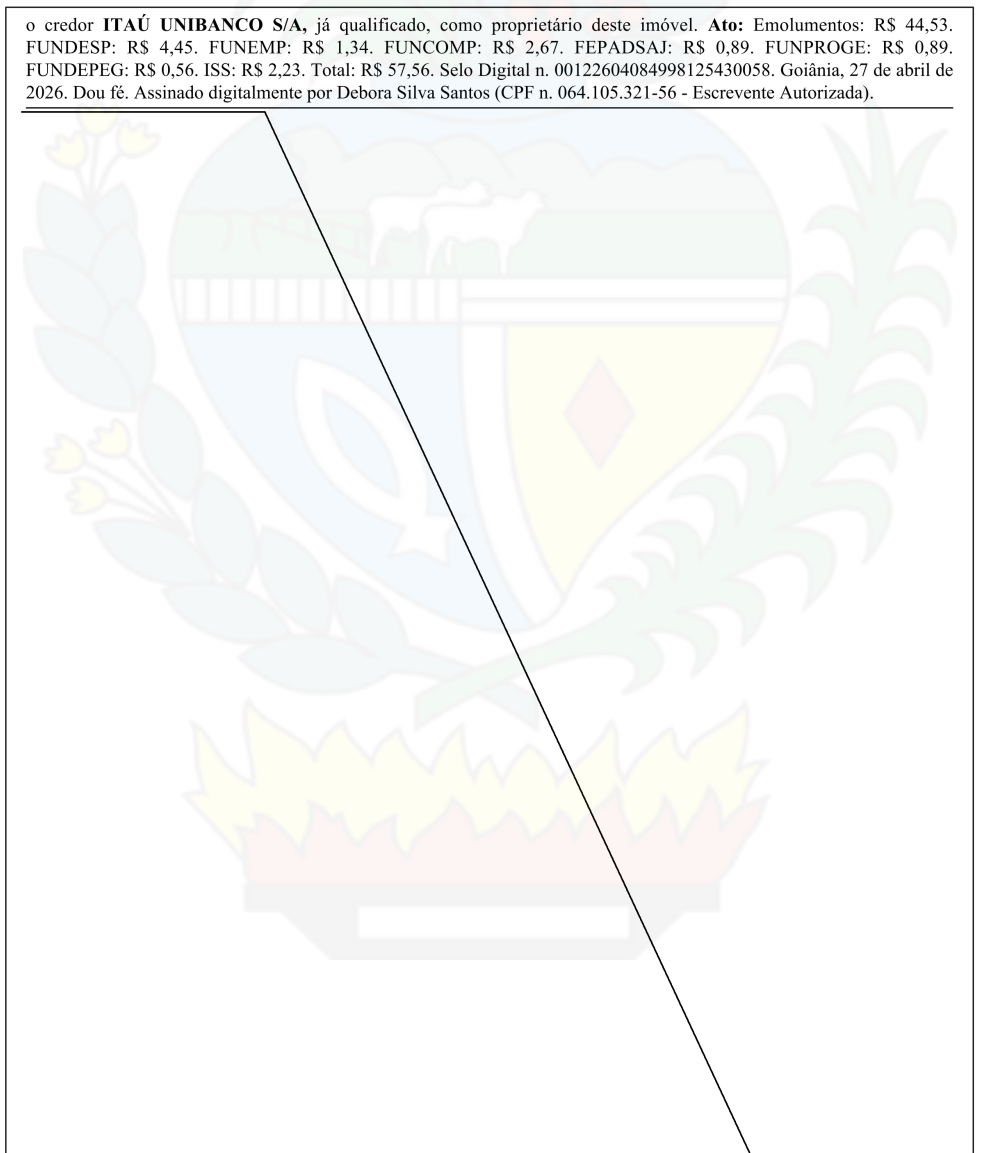 o credor ITAÚ UNIBANCO S/A, já qualificado, como proprietário deste imóvel. Ato: Emolumentos: R$ 44,53.
FUNDESP: R$ 4,45. FUNEMP: R$ 1,34. FUNCOMP: R$ 2,67. FEPADSAJ: R$ 0,89. FUNPROGE: R$ 0,89.
FUNDEPEG: R$ 0,56. ISS: R$ 2,23. Total: R$ 57,56. Selo Digital n. 00122604084998125430058. Goiânia, 27 de abril de
2026. Dou fé. Assinado digitalmente por Debora Silva Santos (CPF n. 064.105.321-56 - Escrevente Autorizada).